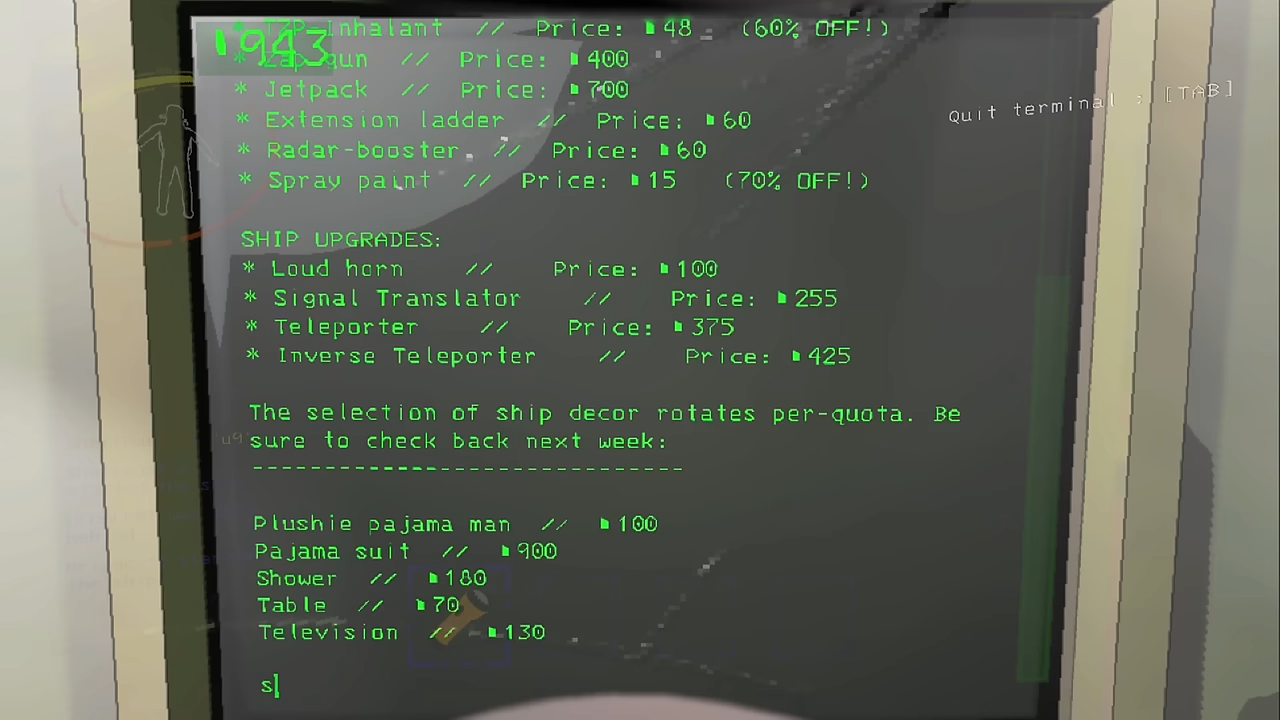 * TZP-Inhalant // Price: ▮48 (60% OFF!)
▮943
* Zap gun // Price: ▮400
* Jetpack // Price: ▮700
Quit terminal : [TAB]
* Extension ladder // Price: ▮60
* Radar-booster // Price: ▮60
* Spray paint // Price: ▮15 (70% OFF!)
SHIP UPGRADES:
* Loud horn // Price: ▮100
* Signal Translator // Price: ▮255
* Teleporter // Price: ▮375
* Inverse Teleporter // Price: ▮425
The selection of ship decor rotates per-quota. Be
sure to check back next week:
------------------------------
Plushie pajama man // ▮100
Pajama suit // ▮900
Shower // ▮180
Table // ▮70
Television // ▮130
s